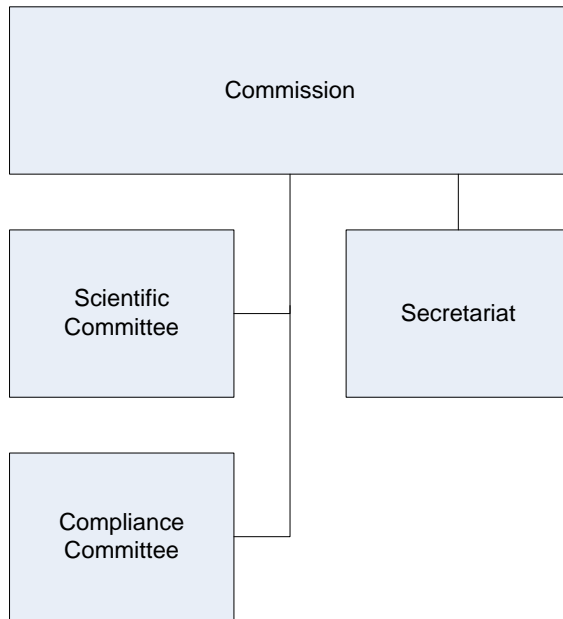 Commission
Scientific
Committee
Secretariat
Compliance
Committee